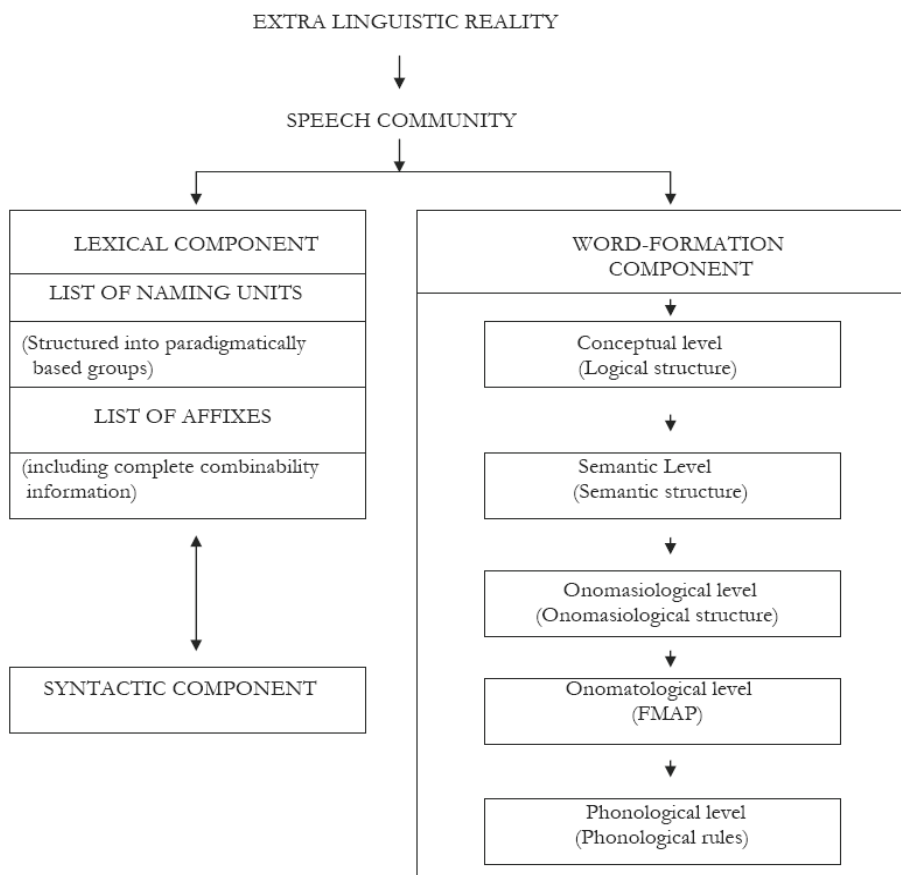 EXTRA LINGUISTIC REALITY
SPEECH COMMUNITY
LEXICAL COMPONENT
LIST OF NAMING UNITS
(Structured into paradigmatically
based groups)
LIST OF AFFIXES
(including complete combinability
information)
SYNTACTIC COMPONENT
WORD-FORMATION
COMPONENT
Conceptual level
(Logical structure)
Semantic Level
(Semantic structure)
Onomasiological level
(Onomasiological structure)
Onomatological level
(FMAP)
Phonological level
(Phonological rules)